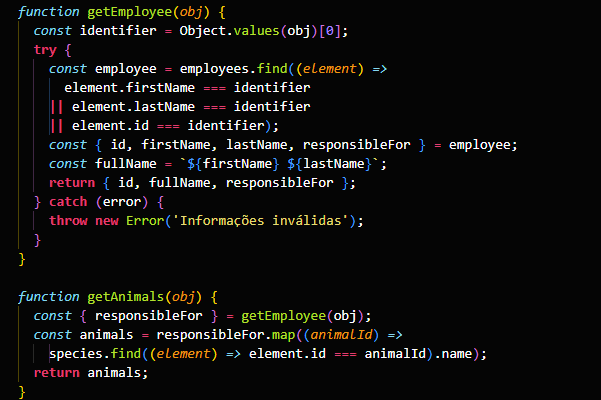 function getEmployee(obj) {
  const identifier = Object.values(obj)[0];
  try {
    const employee = employees.find((element) =>
      element.firstName === identifier
    || element.lastName === identifier
    || element.id === identifier);
    const { id, firstName, lastName, responsibleFor } = employee;
    const fullName = `${firstName} ${lastName}`;
    return { id, fullName, responsibleFor };
  } catch (error) {
    throw new Error('Informações inválidas');
  }
}

function getAnimals(obj) {
  const { responsibleFor } = getEmployee(obj);
  const animals = responsibleFor.map((animalId) =>
    species.find((element) => element.id === animalId).name);
  return animals;
}